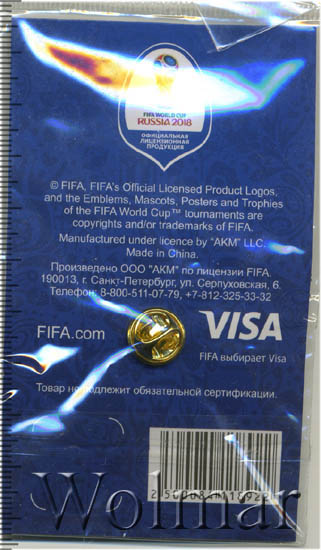 FIFA WORLD CUP
RUSSIA 2018
ОФИЦИАЛЬНАЯ
ЛИЦЕНЗИОННАЯ
ПРОДУКЦИЯ
© FIFA, FIFA's Official Licensed Product Logos,
and the Emblems, Mascots, Posters and Trophies
of the FIFA World Cup™ tournaments are
copyrights and/or trademarks of FIFA.
Manufactured under licence by "AKM" LLC.
Made in China.
Произведено ООО "АКМ" по лицензии FIFA.
190013, г. Санкт-Петербург, ул. Серпуховская, 6.
Телефон: 8-800-511-07-79, +7-812-325-33-32
FIFA.com
VISA
FIFA выбирает Visa
Товар не подлежит обязательной сертификации.
Wolmar